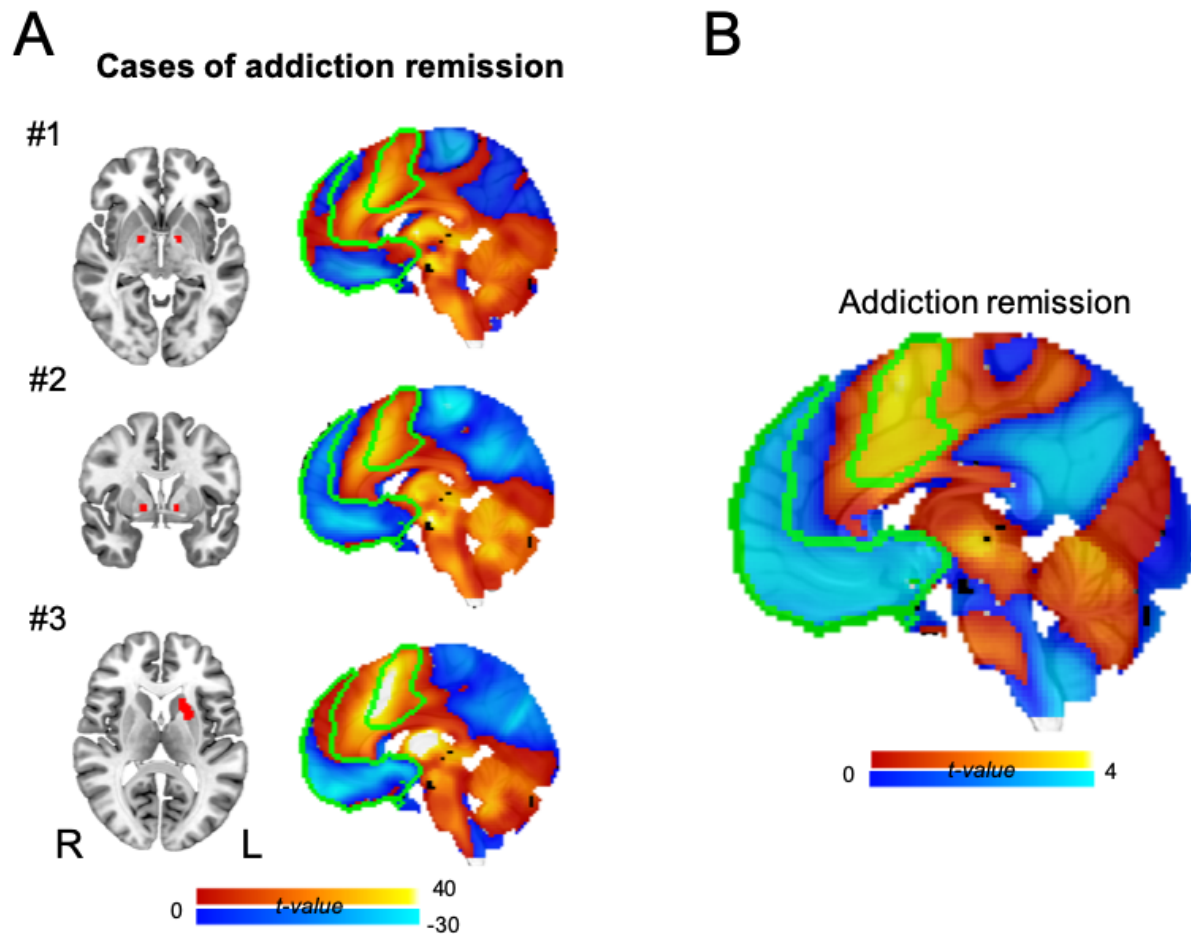 A
Cases of addiction remission
#1
#2
#3
R L
0 t-value 40
-30
B
Addiction remission
0 t-value 4